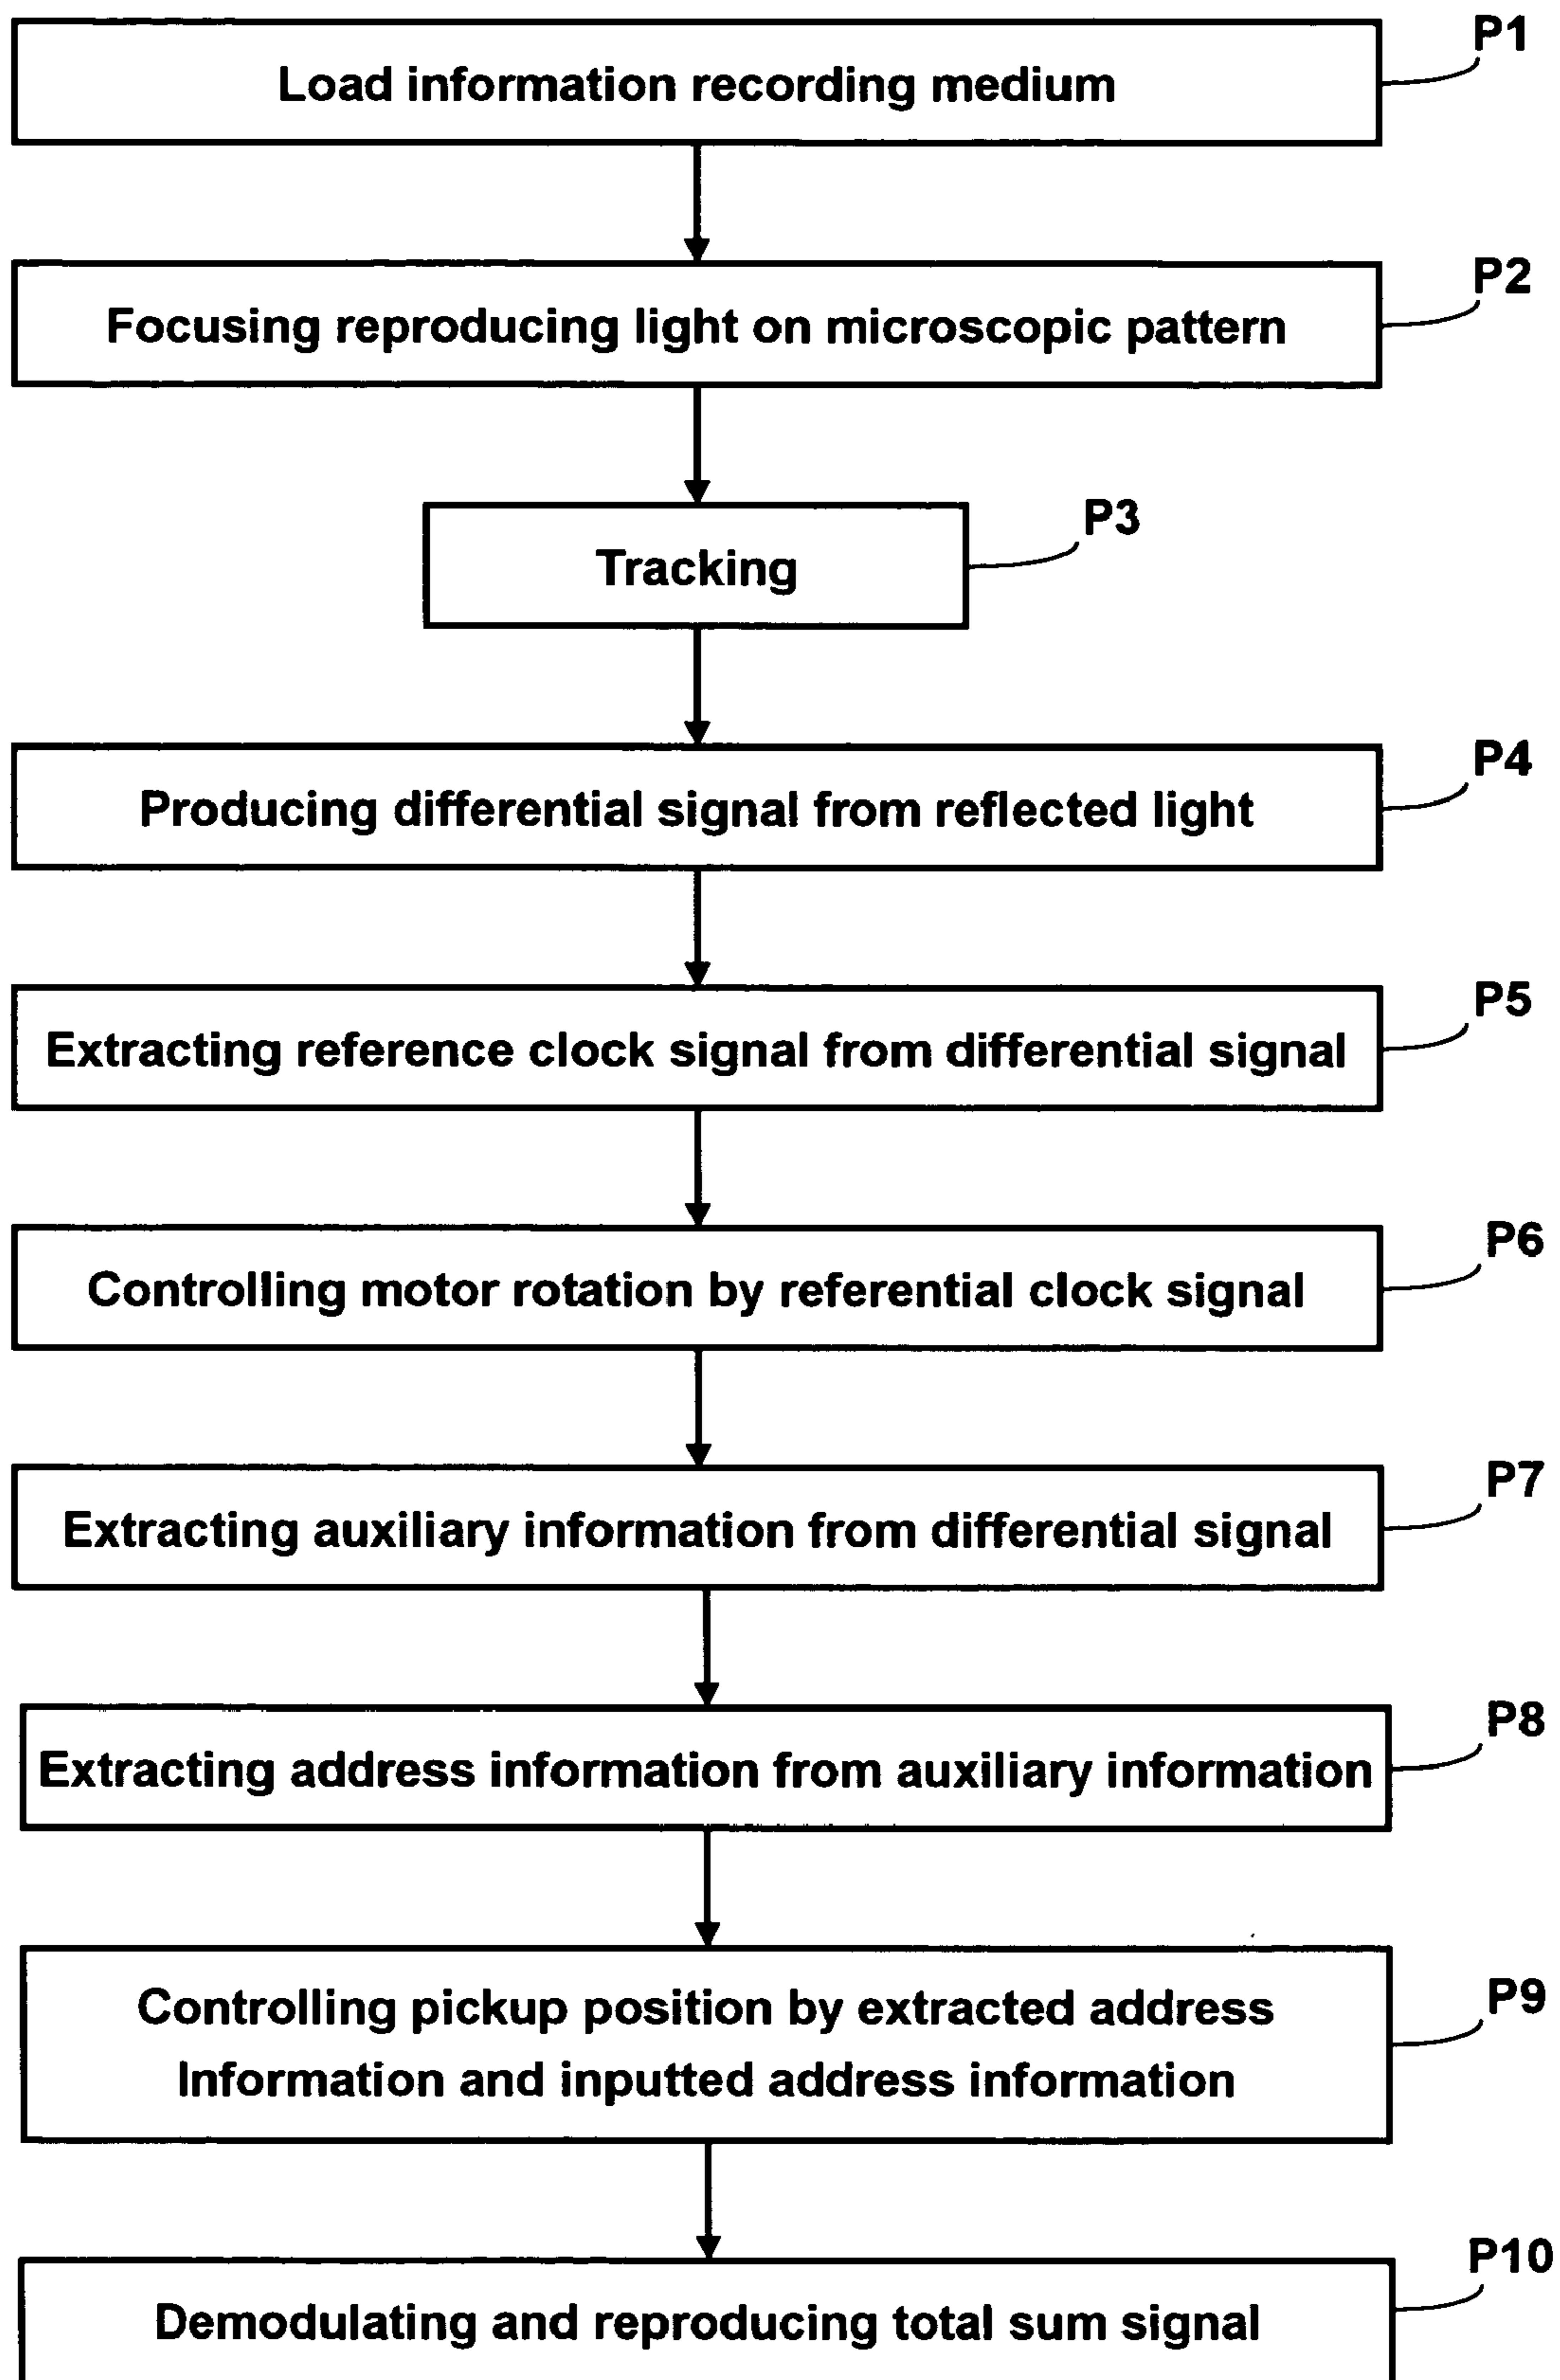 P1
Load information recording medium
P2
Focusing reproducing light on microscopic pattern
P3
Tracking
P4
Producing differential signal from reflected light
P5
Extracting reference clock signal from differential signal
P6
Controlling motor rotation by referential clock signal
P7
Extracting auxiliary information from differential signal
P8
Extracting address information from auxiliary information
P9
Controlling pickup position by extracted address
Information and inputted address information
P10
Demodulating and reproducing total sum signal